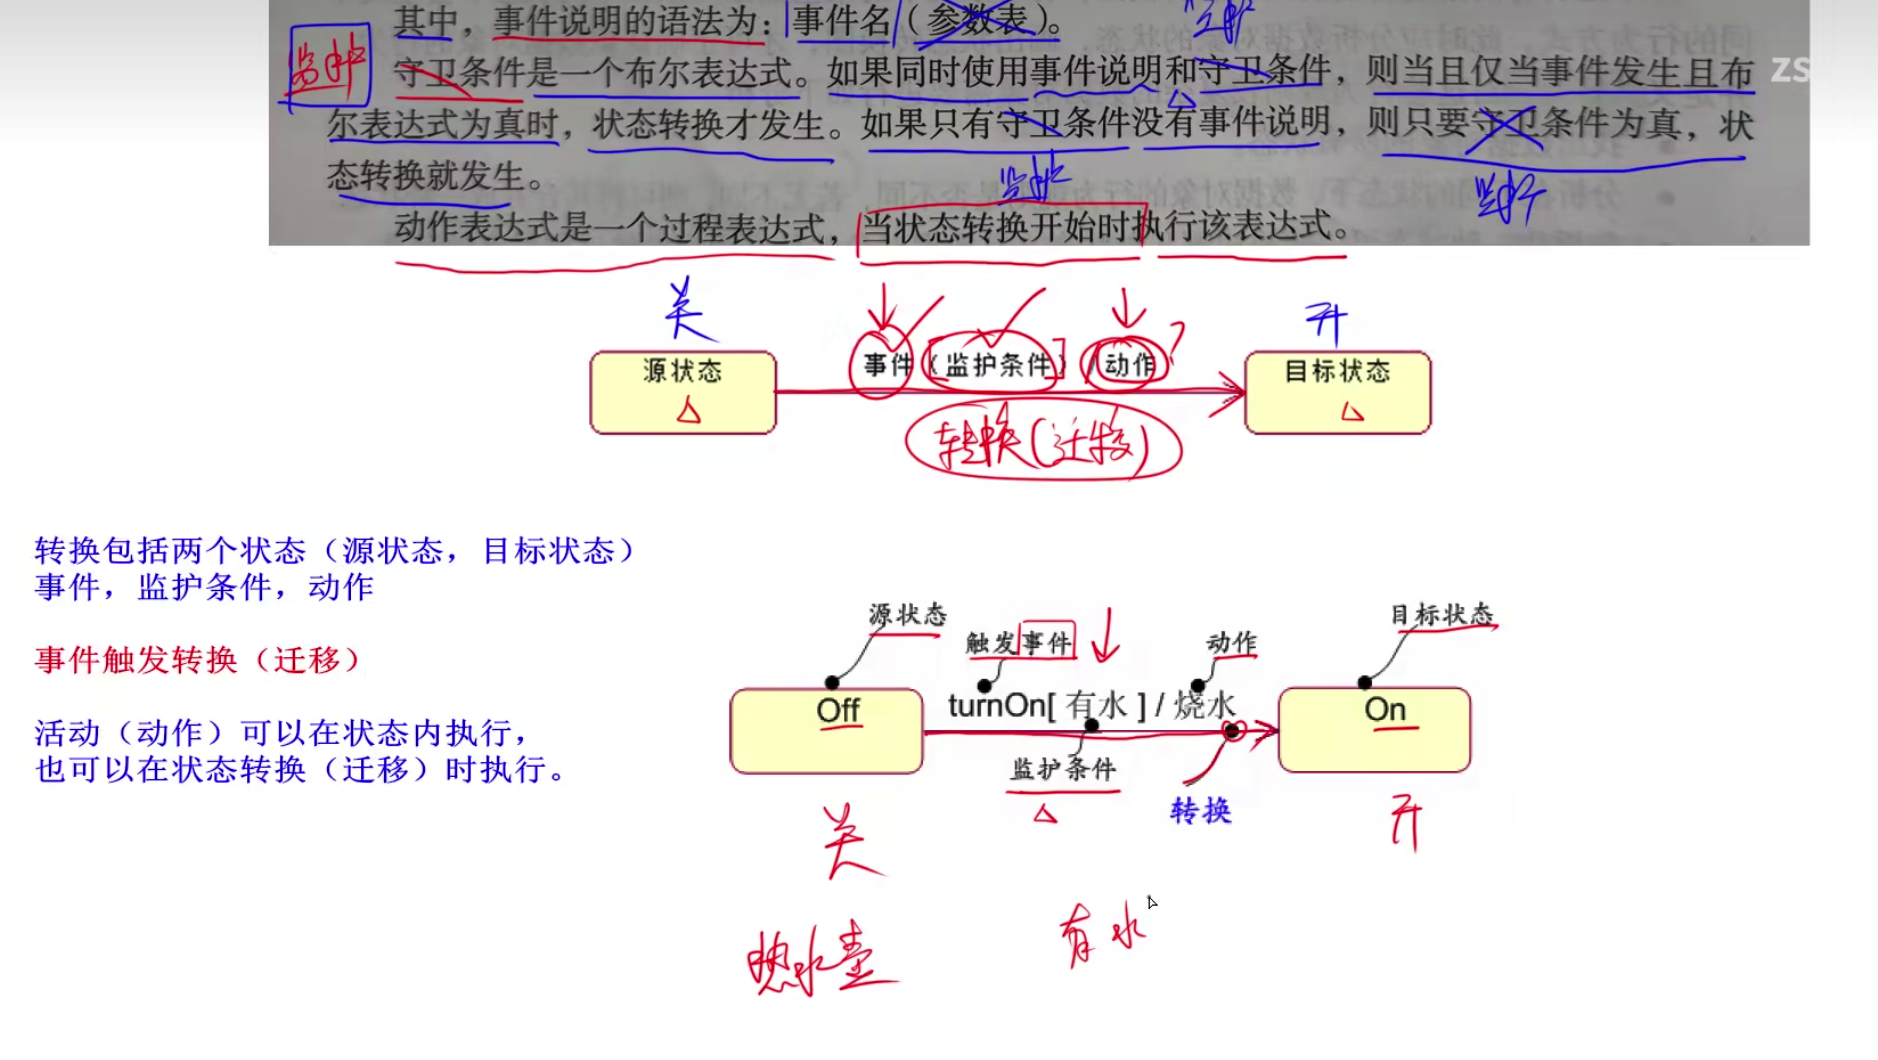 其中，事件说明的语法为：事件名（参数表）。
监护
守卫条件是一个布尔表达式。如果同时使用事件说明和守卫条件，则当且仅当事件发生且布
ZS
尔表达式为真时，状态转换才发生。如果只有守卫条件没有事件说明，则只要守卫条件为真，状
态转换就发生。
监护
监护
动作表达式是一个过程表达式，当状态转换开始时执行该表达式。
关
开
源状态
事件 [监护条件] /动作 ?
目标状态
转换(迁移)
转换包括两个状态（源状态，目标状态）
事件，监护条件，动作
事件触发转换（迁移）
活动（动作）可以在状态内执行，
也可以在状态转换（迁移）时执行。
源状态
触发事件
动作
目标状态
Off
turnOn[ 有水 ] / 烧水
On
监护条件
转换
关
开
热水壶
有水